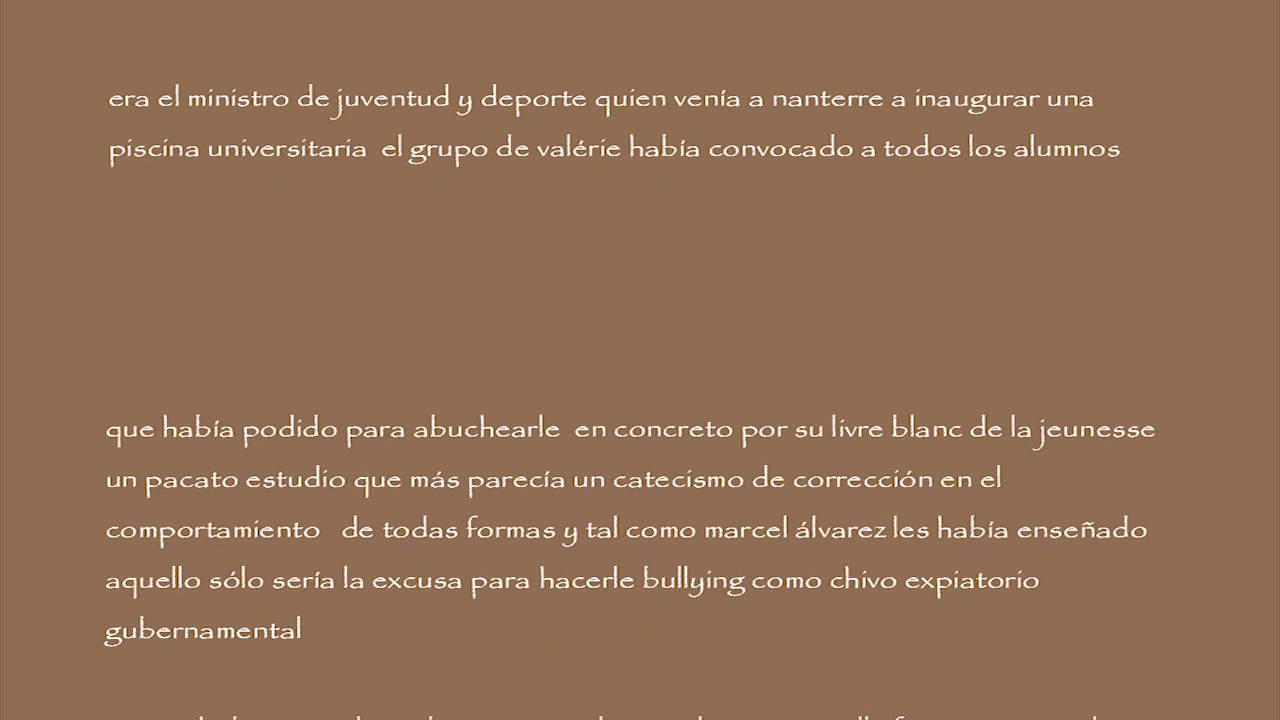 era el ministro de juventud y deporte quien venía a nanterre a inaugurar una
piscina universitaria  el grupo de valérie había convocado a todos los alumnos
que había podido para abuchearle  en concreto por su livre blanc de la jeunesse
un pacato estudio que más parecía un catecismo de corrección en el
comportamiento   de todas formas y tal como marcel álvarez les había enseñado
aquello sólo sería la excusa para hacerle bullying como chivo expiatorio
gubernamental